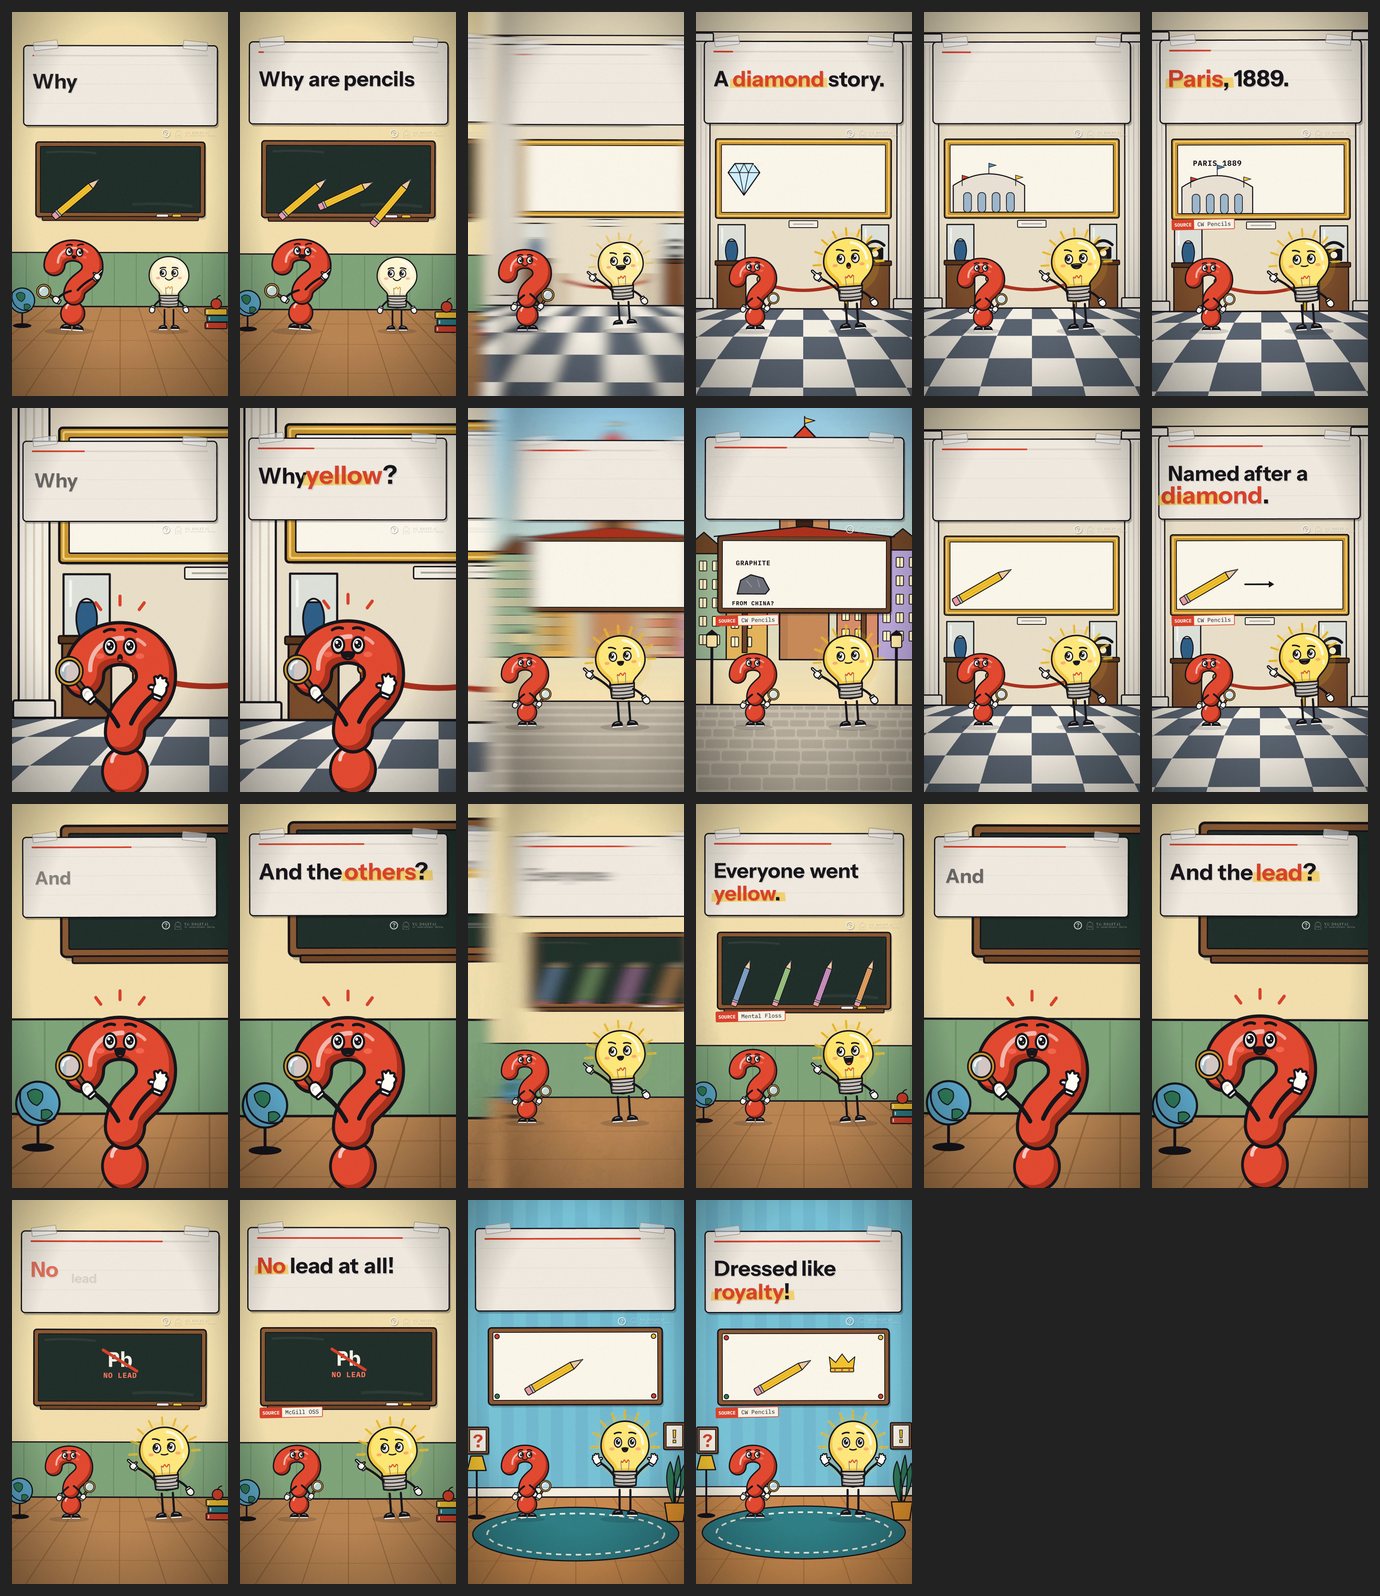 Why
Why are pencils
A diamond story.
Paris, 1889.
PARIS 1889
SOURCE CW Pencils
Why
Why yellow?
GRAPHITE
FROM CHINA?
SOURCE CW Pencils
Named after a
diamond.
SOURCE CW Pencils
And
And the others?
Everyone went
yellow.
SOURCE Mental Floss
And
And the lead?
No
lead
Ph
NO LEAD
No lead at all!
Ph
NO LEAD
SOURCE McGill OSS
?
!
Dressed like
royalty!
SOURCE CW Pencils
?
!